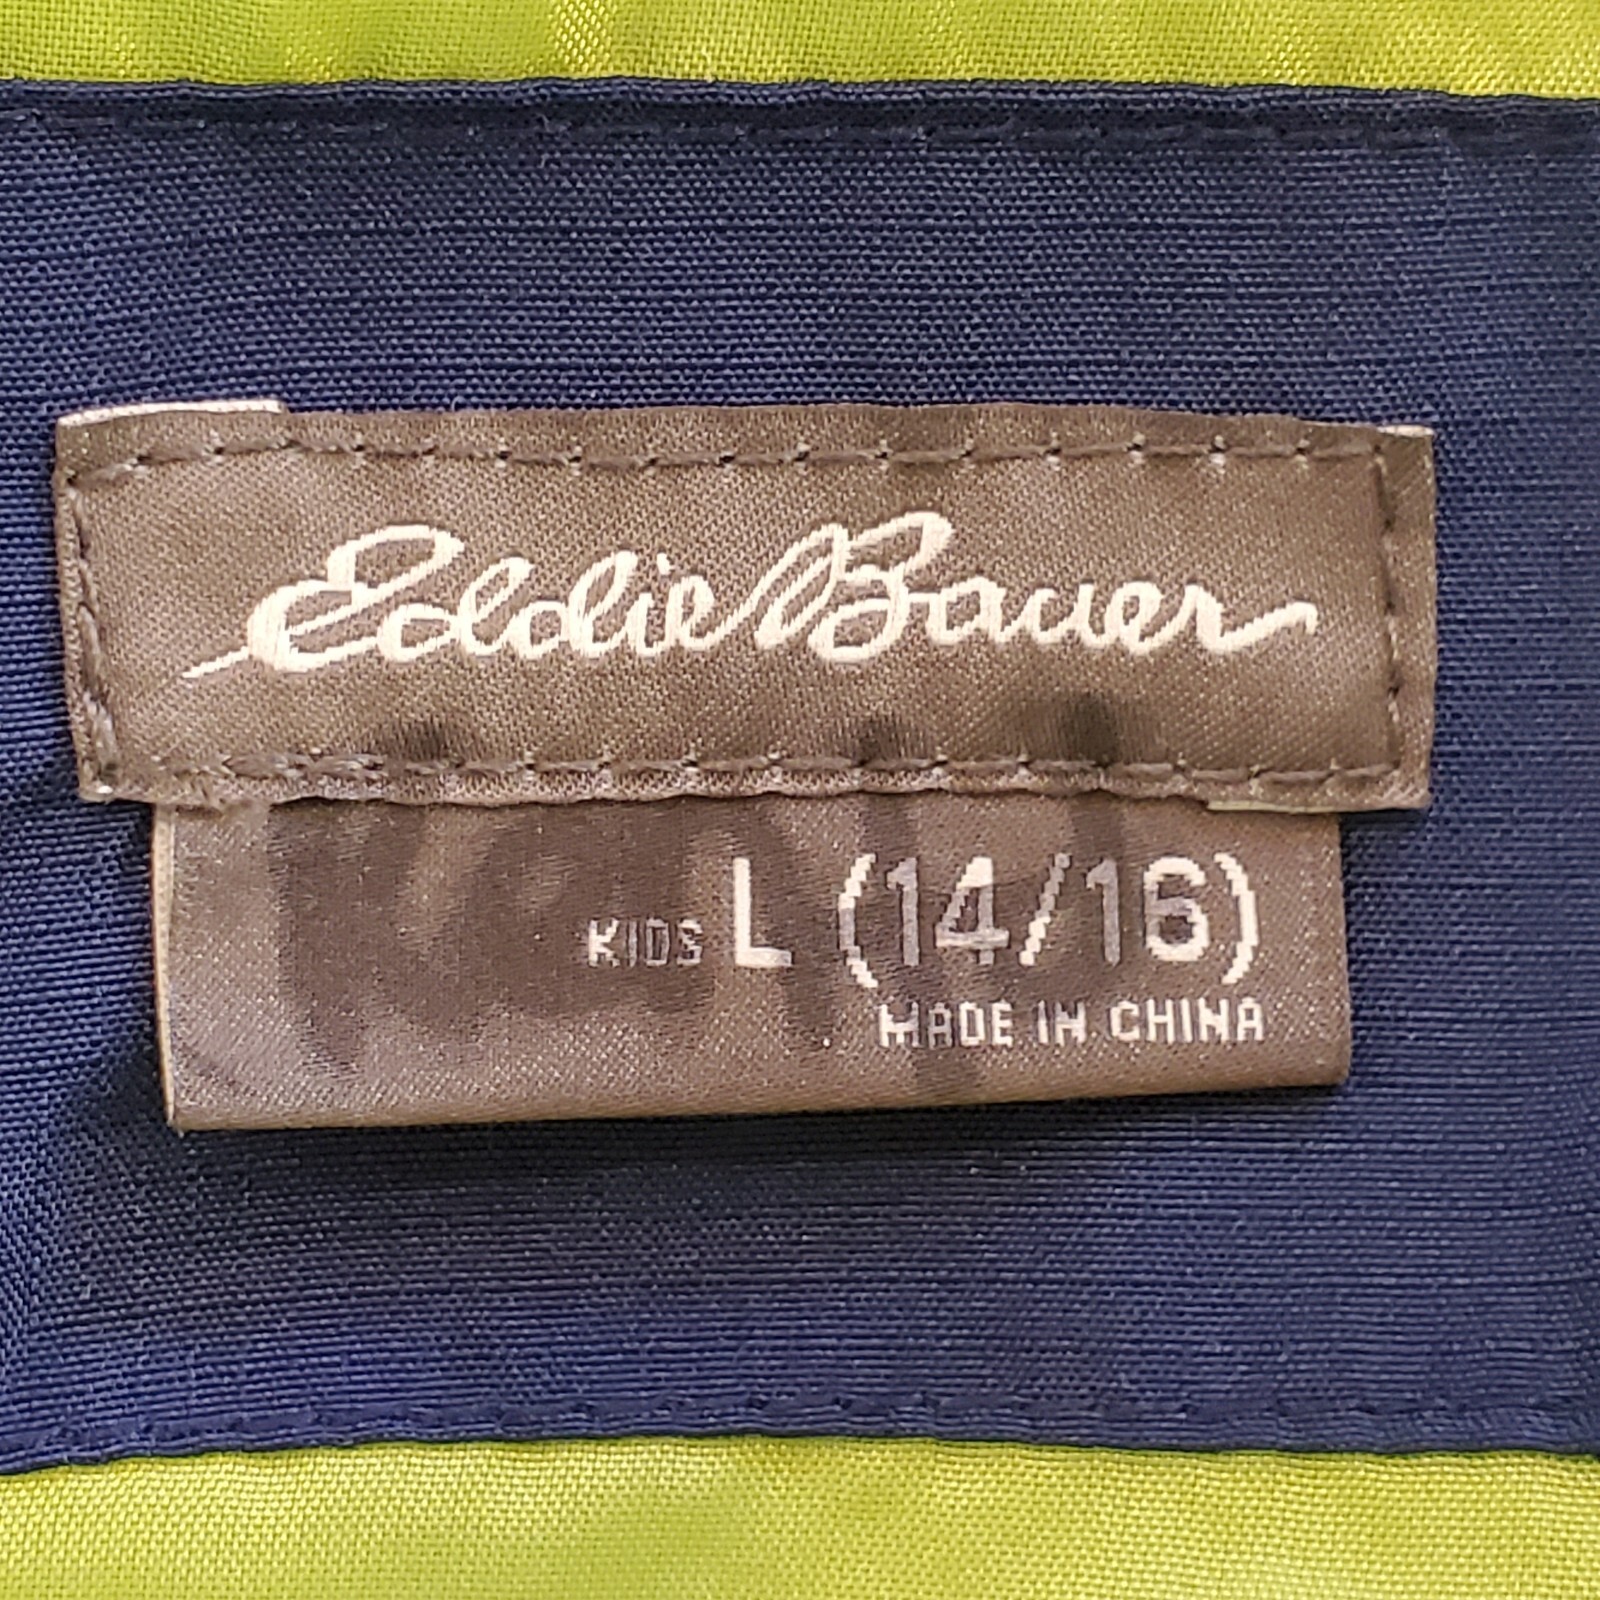 Eddie Bauer
KIDS L (14/16)
MADE IN CHINA